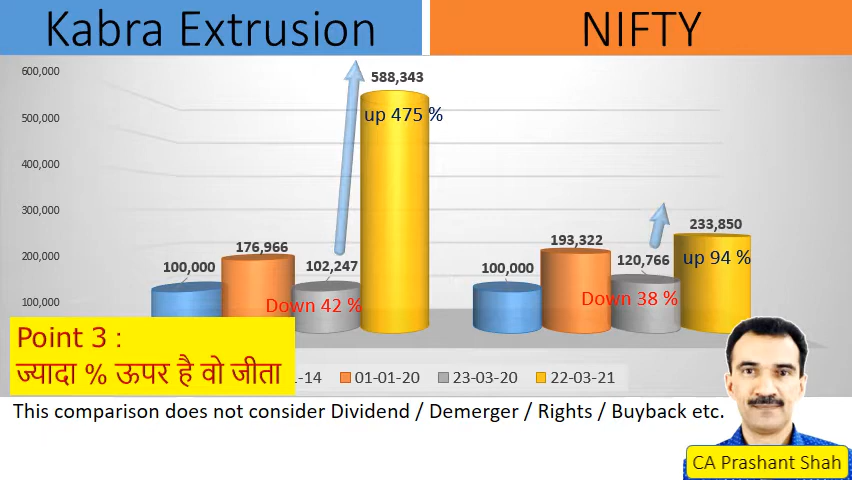 Kabra Extrusion
NIFTY
600,000
500,000
400,000
300,000
200,000
100,000
588,343
up 475 %
176,966
100,000
102,247
Down 42 %
233,850
193,322
up 94 %
120,766
100,000
Down 38 %
Point 3 :
ज्यादा % ऊपर है वो जीता
1-14
01-01-20
23-03-20
22-03-21
This comparison does not consider Dividend / Demerger / Rights / Buyback etc.
CA Prashant Shah